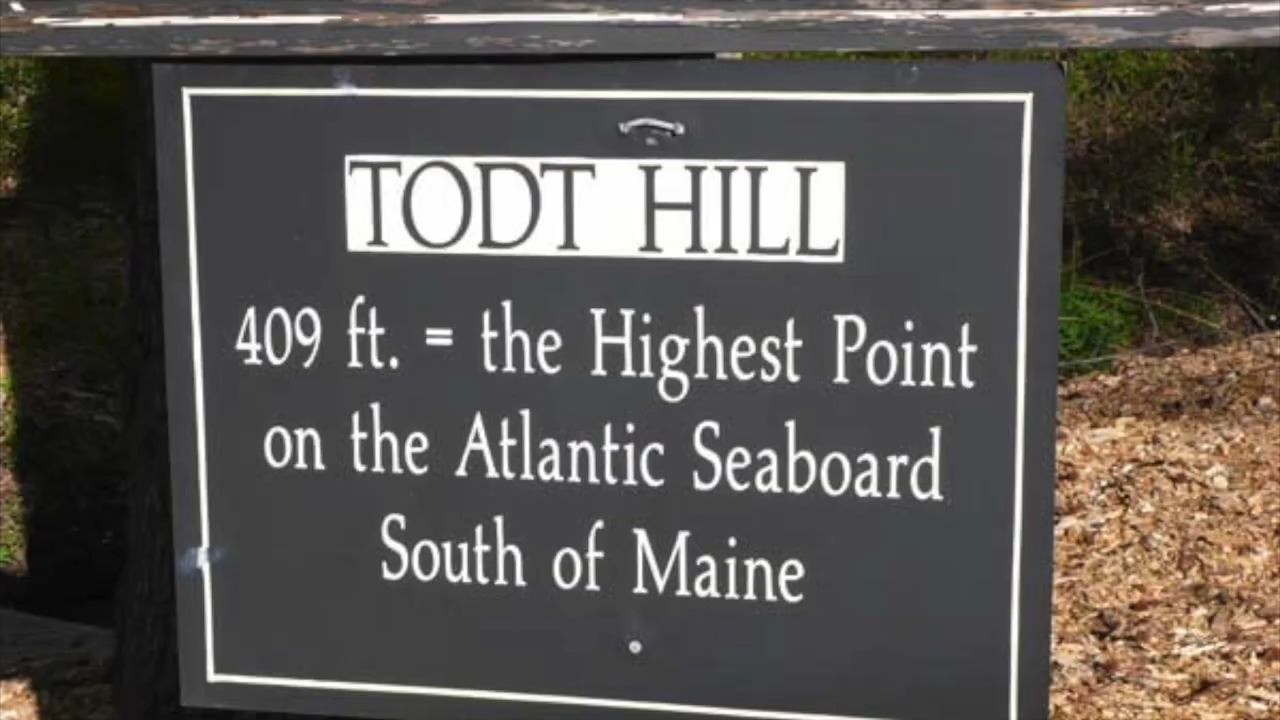 TODT HILL
409 ft. = the Highest Point
on the Atlantic Seaboard
South of Maine